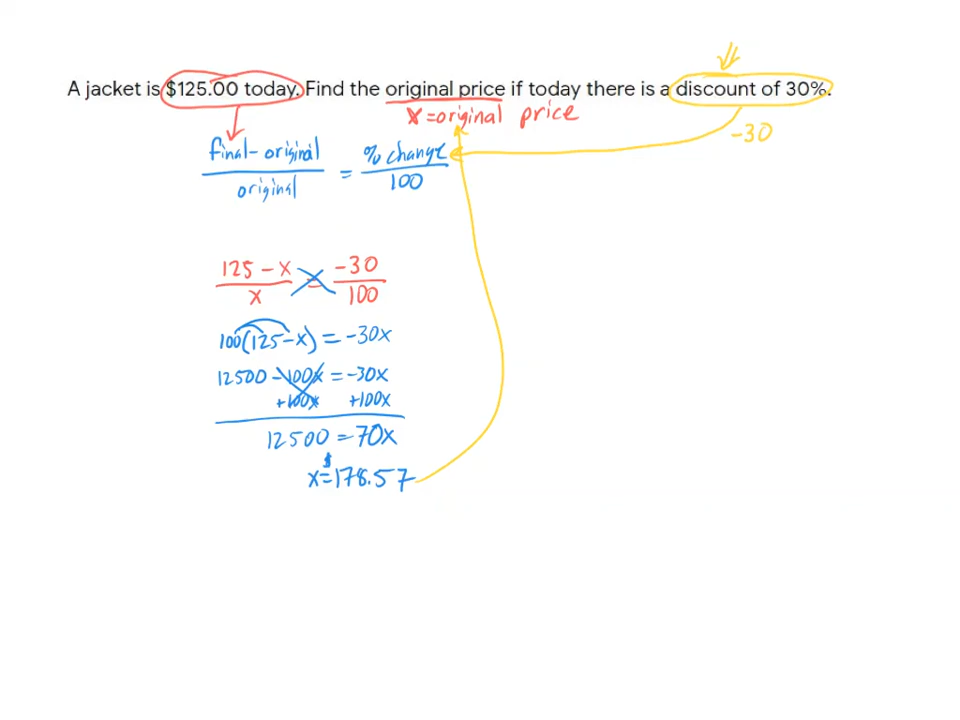 A jacket is $125.00 today. Find the original price if today there is a discount of 30%.
x=original price
-30
final-original = % change
original 100
125 - x = -30
x 100
100(125-x) = -30x
12500 -100x = -30x
+100x +100x
12500 = 70x
x=$178.57